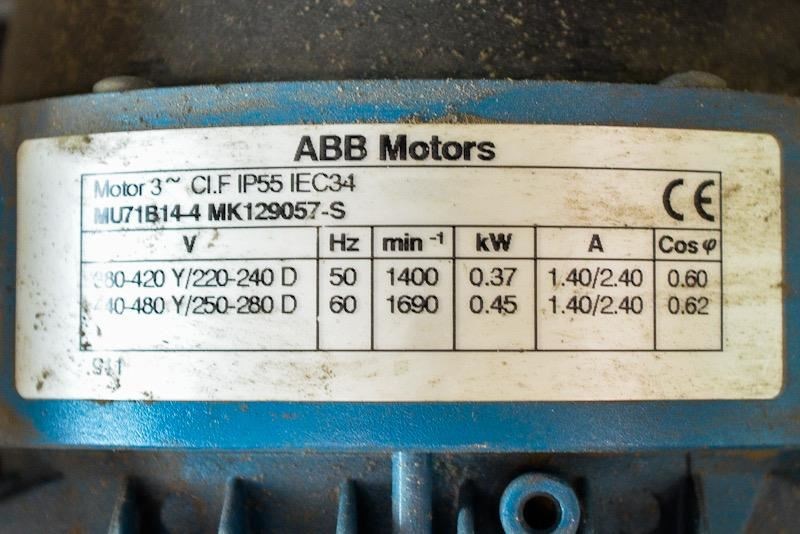 ABB Motors
Motor 3~ Cl.F IP55 IEC34
MU71B14-4 MK129057-S
CE
V Hz min -1 kW A Cos φ
380-420 Y/220-240 D 50 1400 0.37 1.40/2.40 0.60
440-480 Y/250-280 D 60 1690 0.45 1.40/2.40 0.62